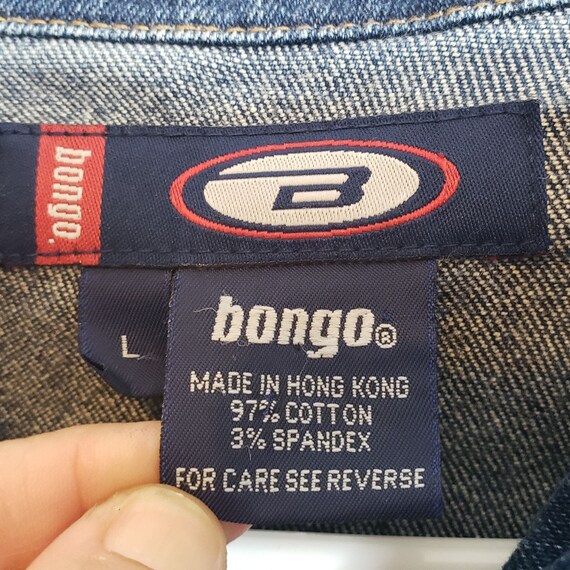 bongo.
B
L
bongo®
MADE IN HONG KONG
97% COTTON
3% SPANDEX
FOR CARE SEE REVERSE